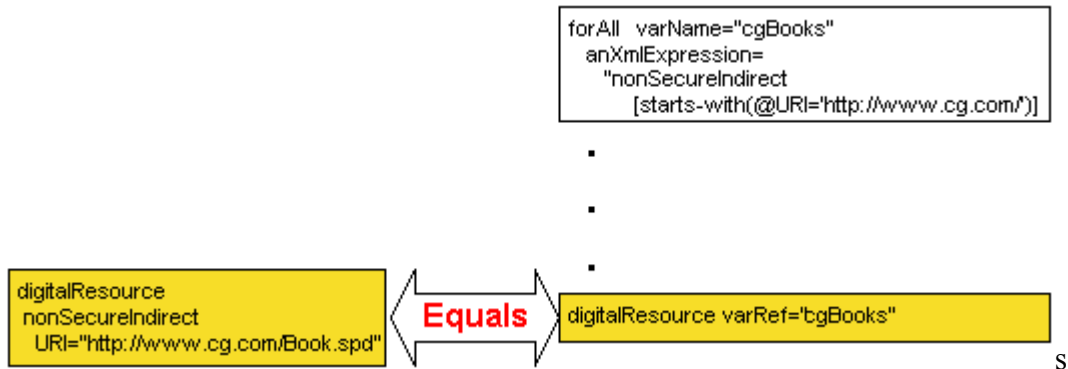 forAll varName="cgBooks"
anXmlExpression=
"nonSecureIndirect
[starts-with(@URI='http://www.cg.com/')]
digitalResource
nonSecureIndirect
URI="http://www.cg.com/Book.spd"
Equals
digitalResource varRef="cgBooks"
s